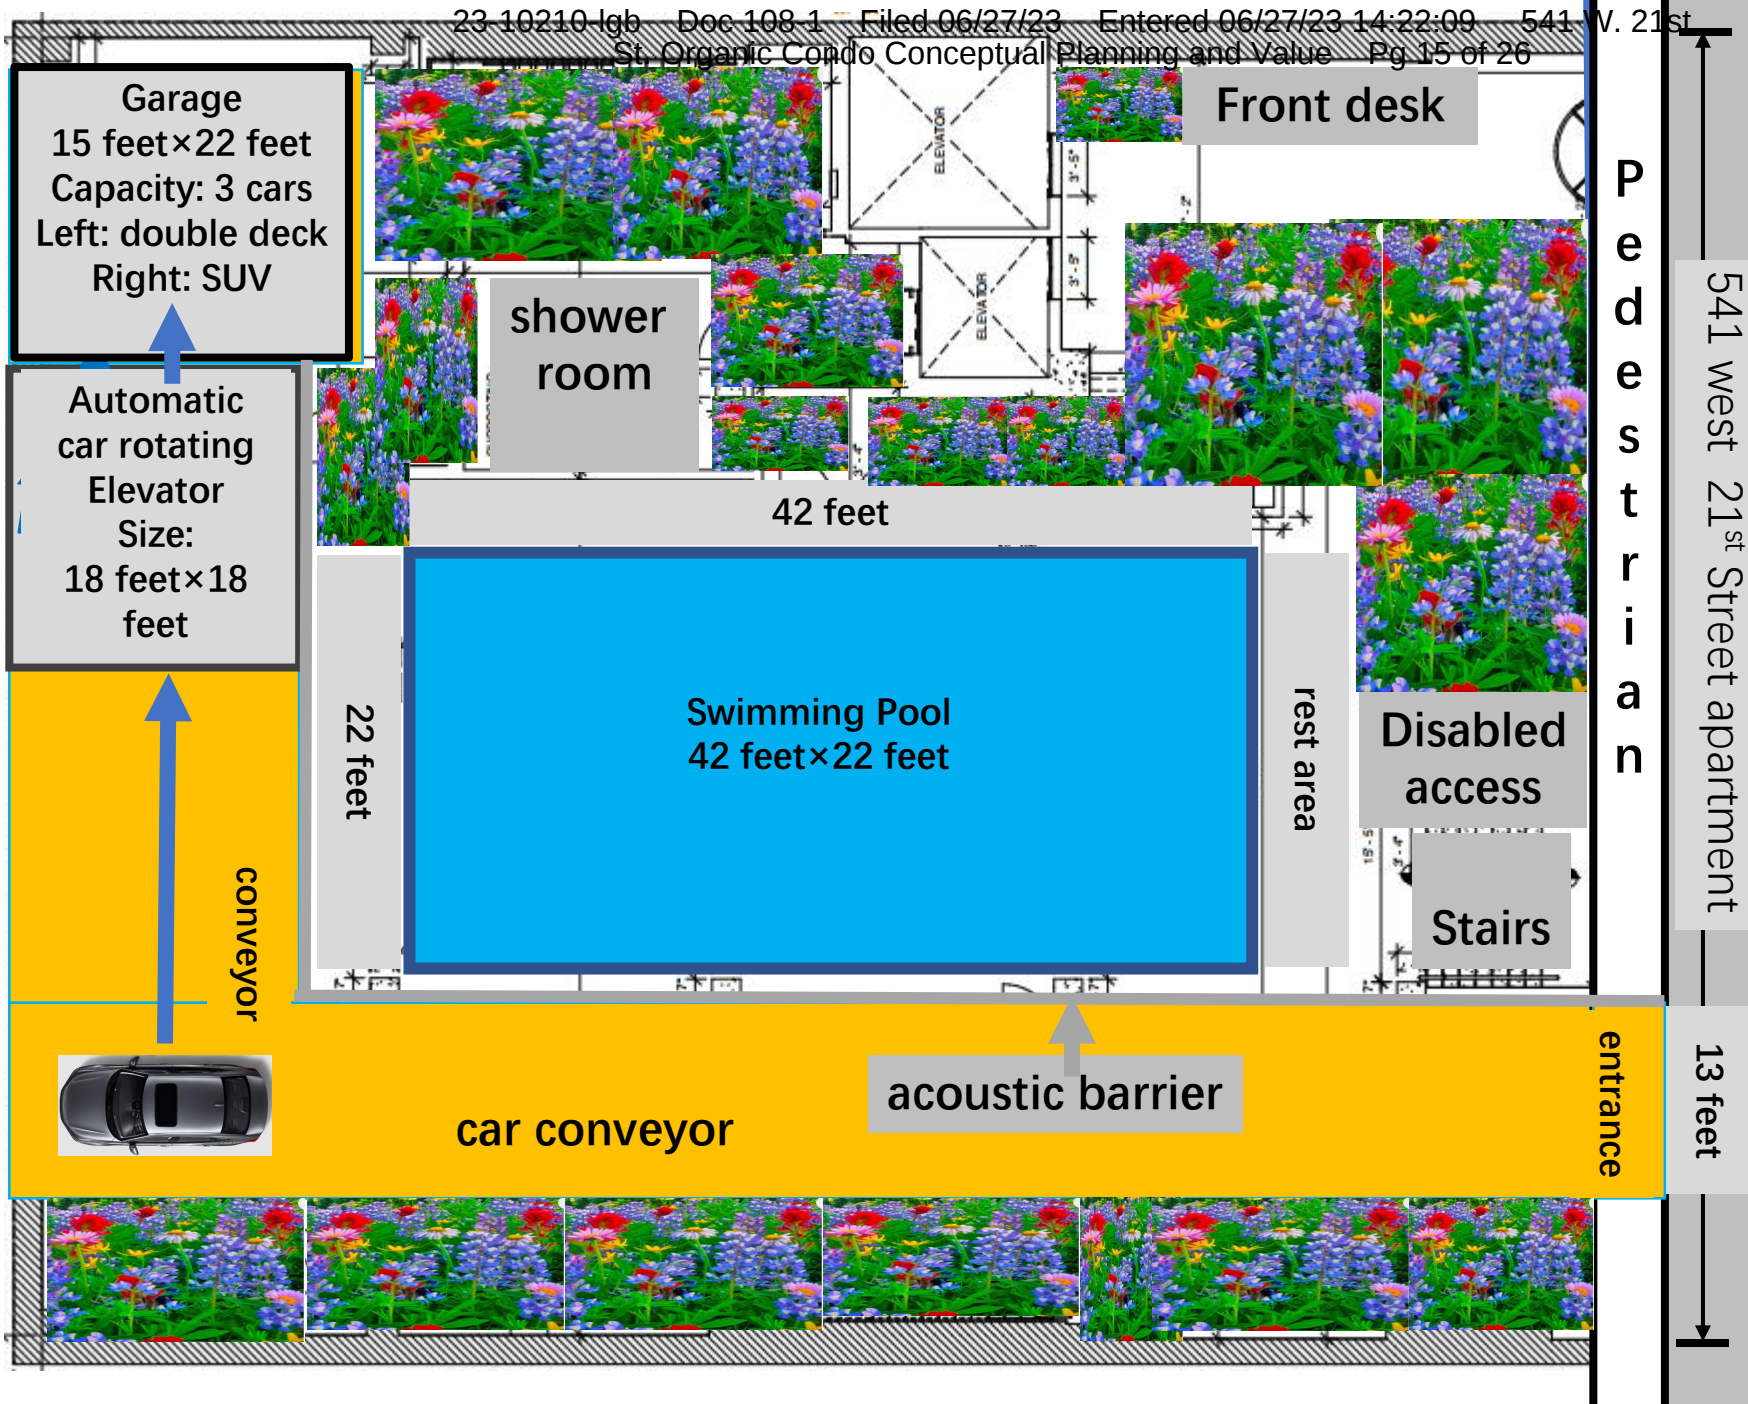 23-10210-lgb Doc 108-1 Filed 06/27/23 Entered 06/27/23 14:22:09 541 W. 21st
St. Organic Condo Conceptual Planning and Value Pg 15 of 26
Garage
15 feet×22 feet
Capacity: 3 cars
Left: double deck
Right: SUV
ELEVATOR
3'-5"
Front desk
Pedestrian
ELEVATOR
3'-5"
shower
room
Automatic
car rotating
Elevator
Size:
18 feet×18
feet
42 feet
22 feet
Swimming Pool
42 feet×22 feet
rest area
Disabled
access
Stairs
541 west 21st Street apartment
conveyor
car conveyor
acoustic barrier
entrance
13 feet